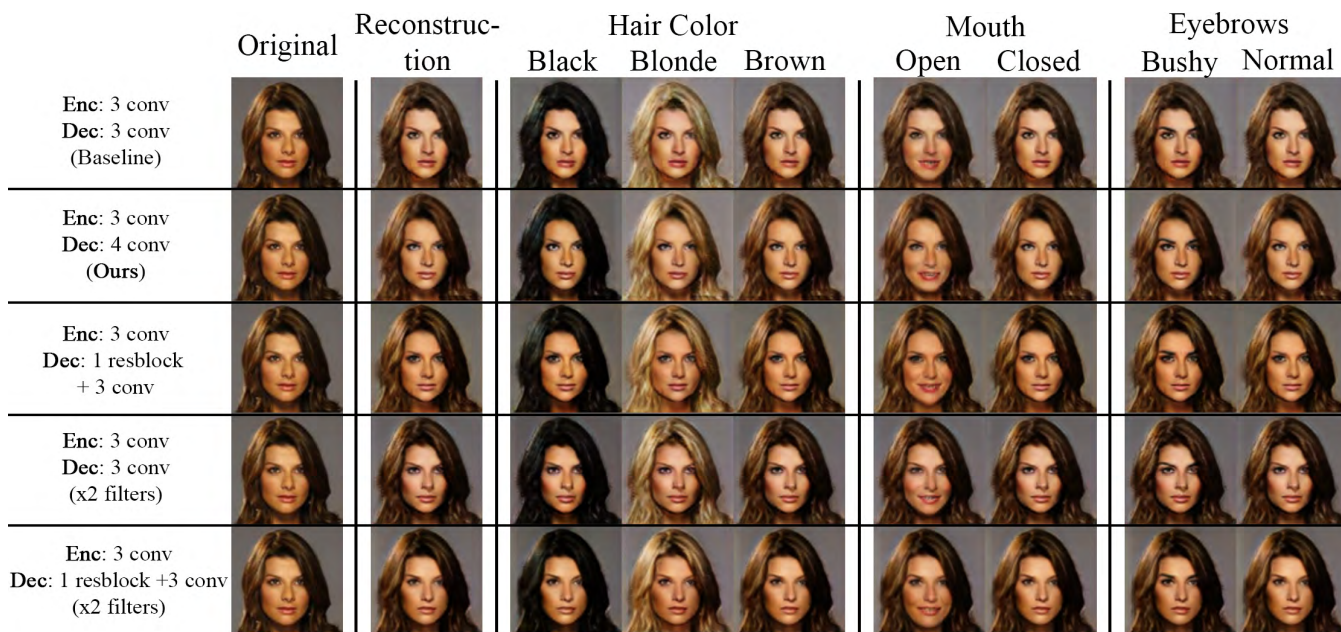 Original
Reconstruc-
tion
Hair Color
Black Blonde Brown
Mouth
Open Closed
Eyebrows
Bushy Normal
Enc: 3 conv
Dec: 3 conv
(Baseline)
Enc: 3 conv
Dec: 4 conv
(Ours)
Enc: 3 conv
Dec: 1 resblock
+ 3 conv
Enc: 3 conv
Dec: 3 conv
(x2 filters)
Enc: 3 conv
Dec: 1 resblock +3 conv
(x2 filters)